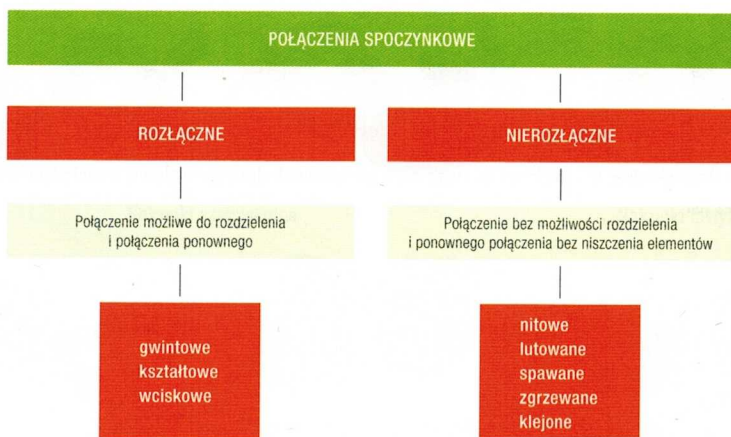 POŁĄCZENIA SPOCZYNKOWE
ROZŁĄCZNE
NIEROZŁĄCZNE
Połączenie możliwe do rozdzielenia
i połączenia ponownego
Połączenie bez możliwości rozdzielenia
i ponownego połączenia bez niszczenia elementów
gwintowe
kształtowe
wciskowe
nitowe
lutowane
spawane
zgrzewane
klejone